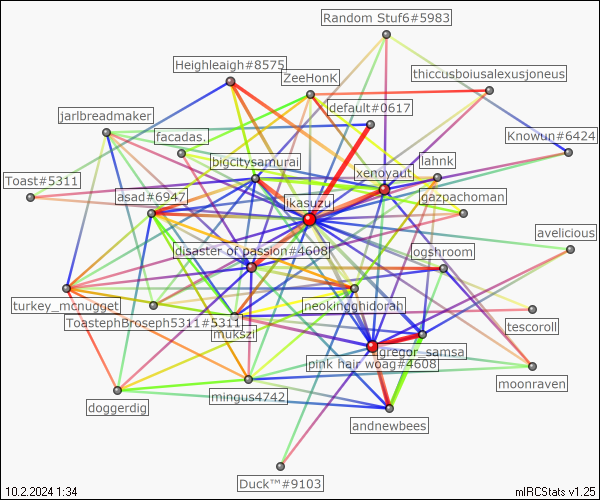 Random Stuf6#5983
Heighleaigh#8575
ZeeHonK
thiccusboiusalexusjoneus
default#0617
jarlbreadmaker
facadas.
Knowun#6424
bigcitysamurai
lahnk
xenoyaut
Toast#5311
asad#6947
ikasuzu
gazpachoman
avelicious
disaster of passion#4608
logshroom
turkey_mcnugget
neokingghidorah
ToastephBroseph5311#5311
mukszi
tescoroll
gregor_samsa
pink hair woag#4608
moonraven
doggerdig
mingus4742
andnewbees
Duck™#9103
10.2.2024 1:34
mIRCStats v1.25